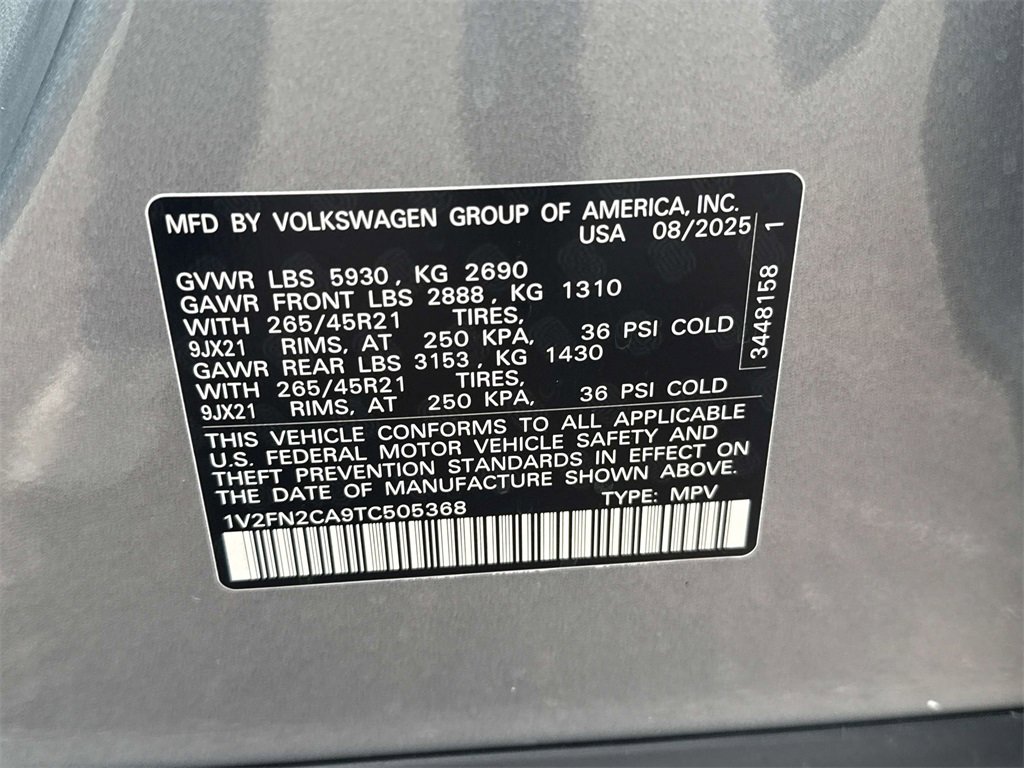 MFD BY VOLKSWAGEN GROUP OF AMERICA, INC.
USA 08/2025
GVWR LBS 5930, KG 2690
GAWR FRONT LBS 2888, KG 1310
WITH 265/45R21 TIRES,
9JX21 RIMS, AT 250 KPA, 36 PSI COLD
GAWR REAR LBS 3153, KG 1430
WITH 265/45R21 TIRES,
9JX21 RIMS, AT 250 KPA, 36 PSI COLD
3448158 1
THIS VEHICLE CONFORMS TO ALL APPLICABLE
U.S. FEDERAL MOTOR VEHICLE SAFETY AND
THEFT PREVENTION STANDARDS IN EFFECT ON
THE DATE OF MANUFACTURE SHOWN ABOVE.
1V2FN2CA9TC505368 TYPE: MPV